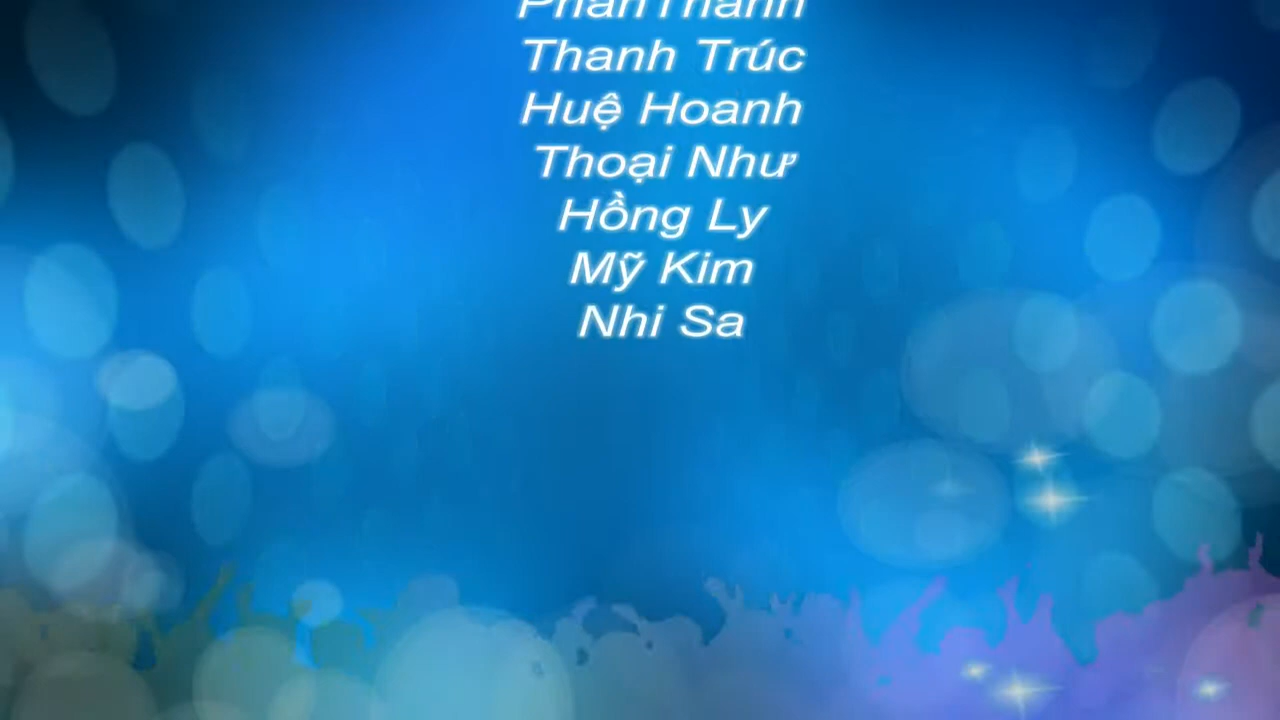 Thanh Trúc
Huệ Hoanh
Thoại Như
Hồng Ly
Mỹ Kim
Nhi Sa